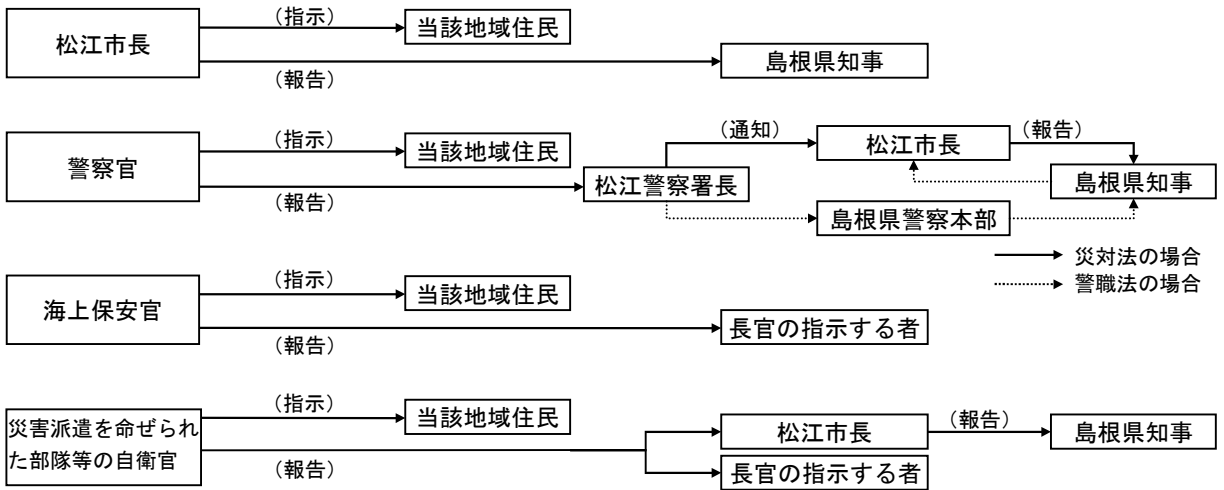 （指示）
松江市長
当該地域住民
島根県知事
（報告）
（指示）
警察官
当該地域住民
（報告）
松江警察署長
（通知）
松江市長
（報告）
島根県知事
島根県警察本部
災対法の場合
警職法の場合
（指示）
海上保安官
当該地域住民
（報告）
長官の指示する者
（指示）
災害派遣を命ぜられ
た部隊等の自衛官
当該地域住民
（報告）
松江市長
（報告）
島根県知事
長官の指示する者